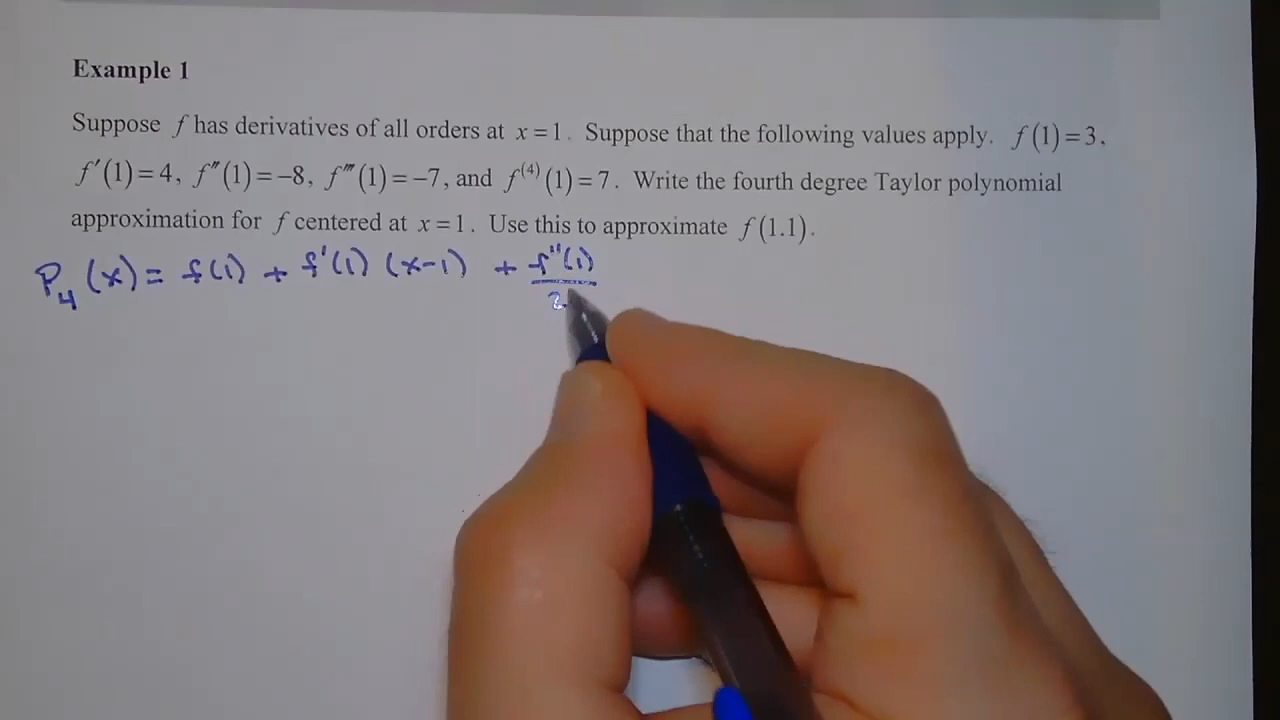 Example 1
Suppose f has derivatives of all orders at x = 1. Suppose that the following values apply. f(1) = 3,
f′(1) = 4, f″(1) = −8, f‴(1) = −7, and f⁽⁴⁾(1) = 7. Write the fourth degree Taylor polynomial
approximation for f centered at x = 1. Use this to approximate f(1.1).
P₄(x) = f(1) + f'(1)(x-1) + f''(1)/2